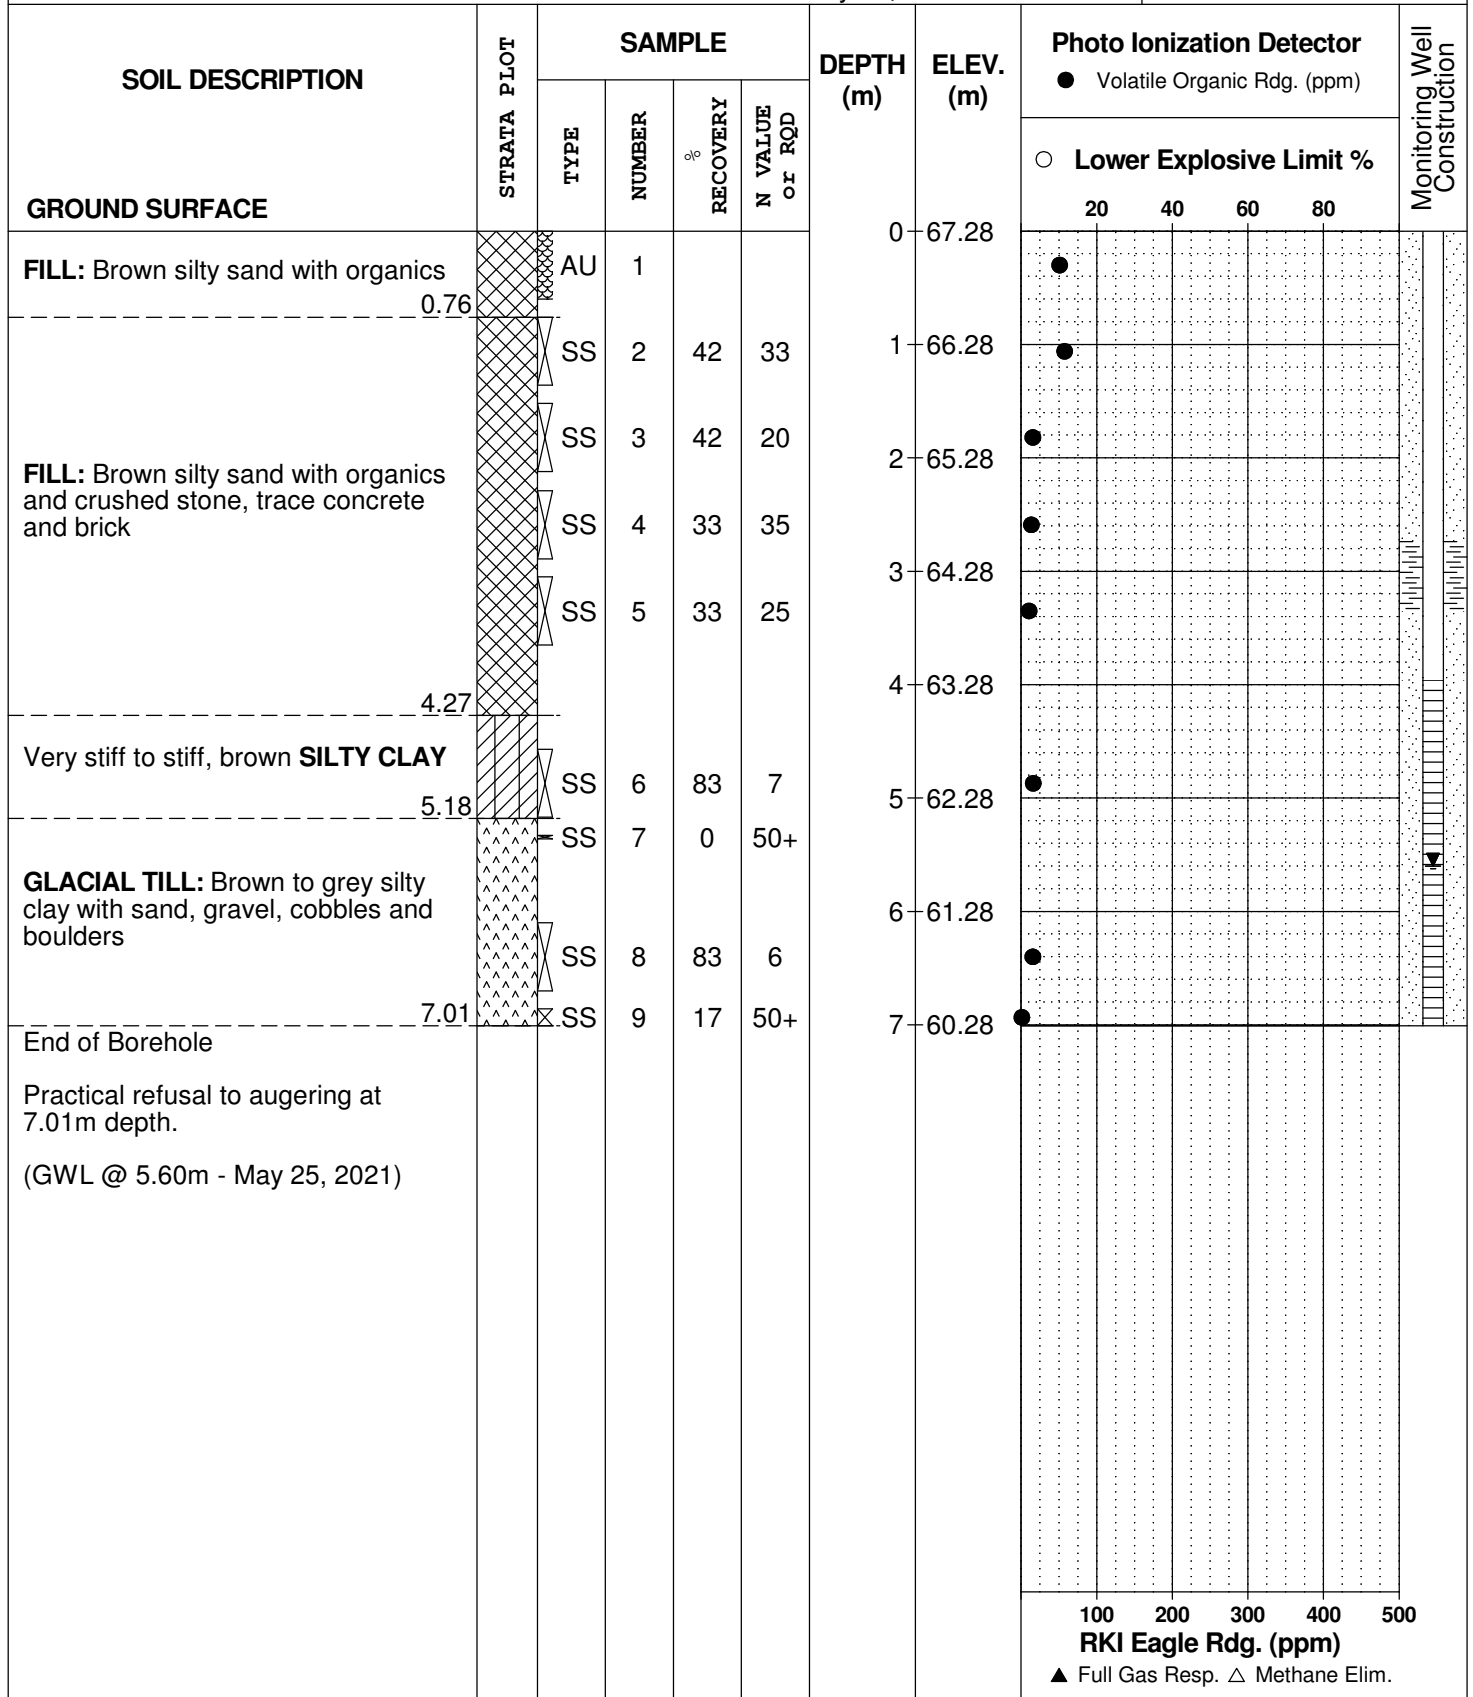 SOIL DESCRIPTION
GROUND SURFACE
STRATA PLOT
SAMPLE
TYPE
NUMBER
%
RECOVERY
N VALUE
or RQD
DEPTH
(m)
ELEV.
(m)
Photo Ionization Detector
● Volatile Organic Rdg. (ppm)
○ Lower Explosive Limit %
20 40 60 80
Monitoring Well
Construction
0 67.28
FILL: Brown silty sand with organics
0.76
AU 1
SS 2 42 33
1 66.28
SS 3 42 20
2 65.28
FILL: Brown silty sand with organics
and crushed stone, trace concrete
and brick
SS 4 33 35
3 64.28
SS 5 33 25
4 63.28
4.27
Very stiff to stiff, brown SILTY CLAY
SS 6 83 7
5 62.28
5.18
SS 7 0 50+
GLACIAL TILL: Brown to grey silty
clay with sand, gravel, cobbles and
boulders
6 61.28
SS 8 83 6
7.01
SS 9 17 50+
7 60.28
End of Borehole
Practical refusal to augering at
7.01m depth.
(GWL @ 5.60m - May 25, 2021)
100 200 300 400 500
RKI Eagle Rdg. (ppm)
▲ Full Gas Resp. △ Methane Elim.